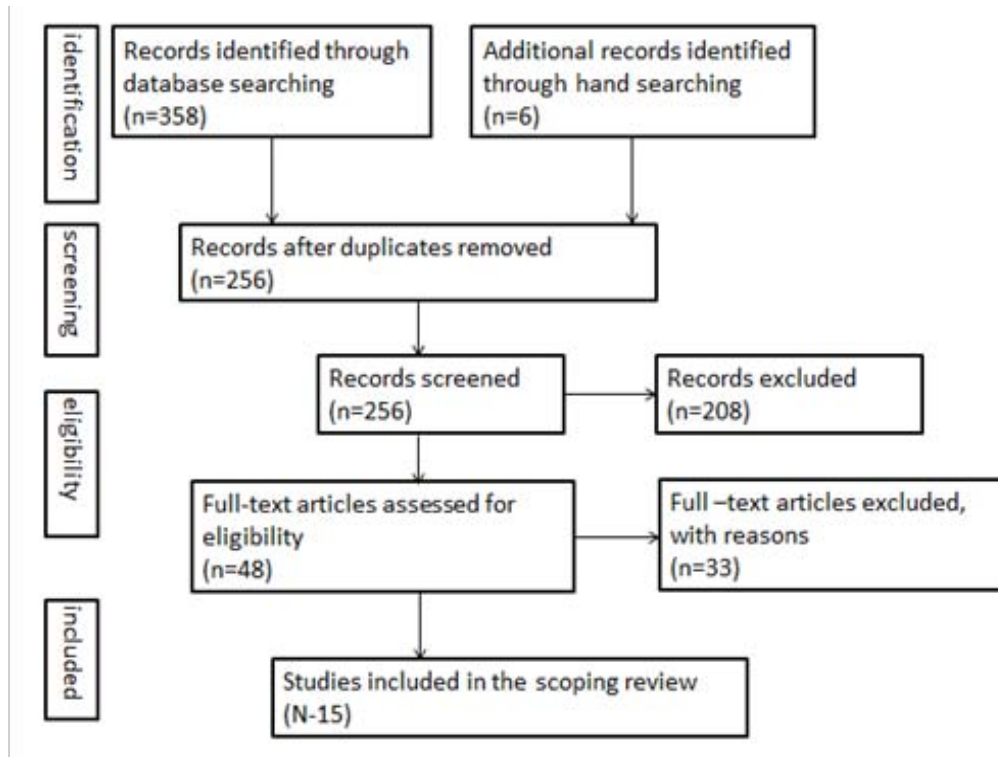 identification
Records identified through
database searching
(n=358)
Additional records identified
through hand searching
(n=6)
screening
Records after duplicates removed
(n=256)
Records screened
(n=256)
Records excluded
(n=208)
eligibility
Full-text articles assessed for
eligibility
(n=48)
Full –text articles excluded,
with reasons
(n=33)
included
Studies included in the scoping review
(N-15)